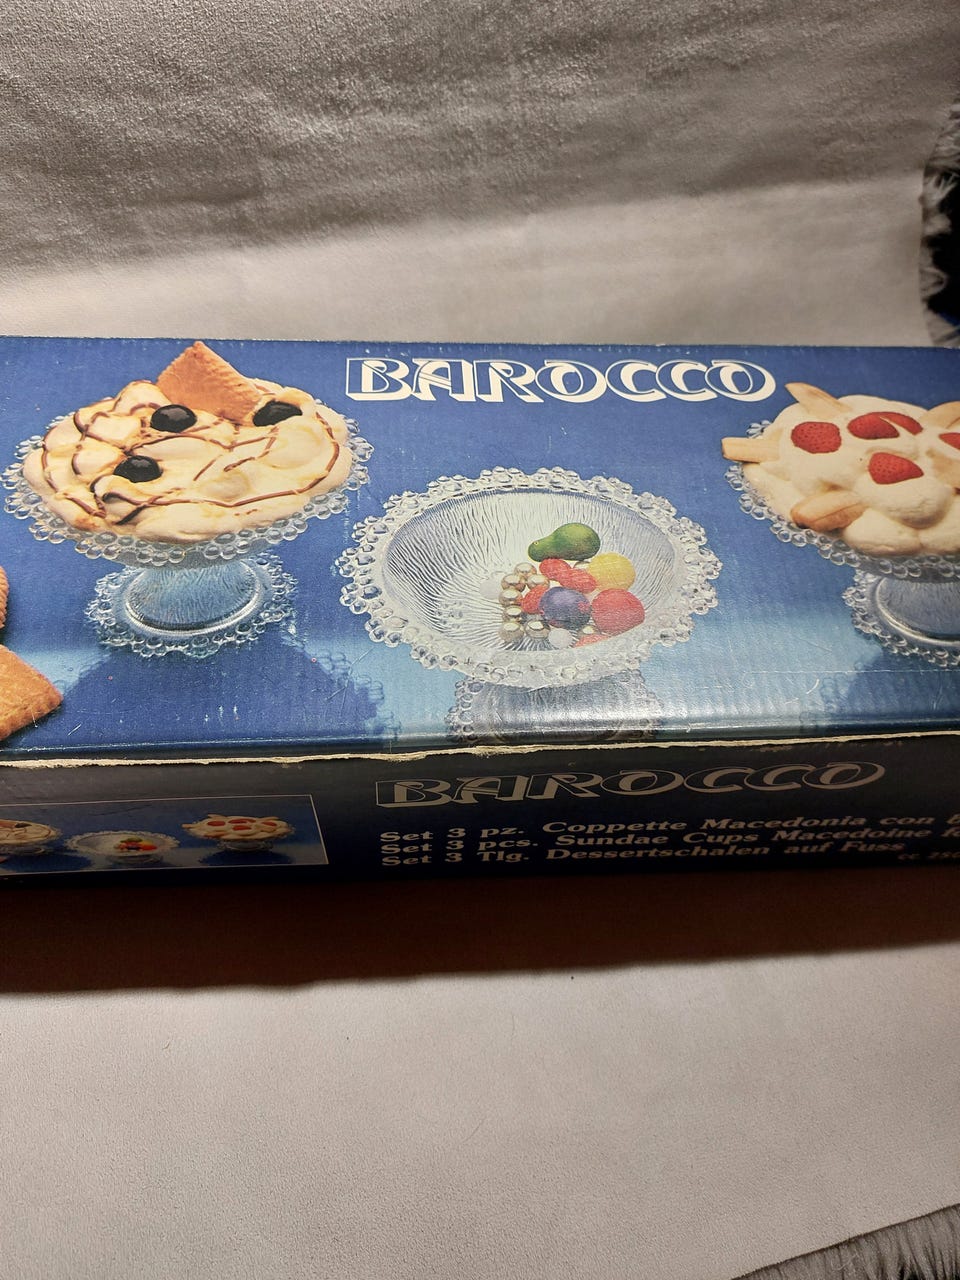 BAROCCO
BAROCCO
Set 3 pz. Coppette Macedonia con
Set 3 pcs. Sundae Cups Macedoine
Set 3 Tlg. Dessertschalen auf Fuss
cc